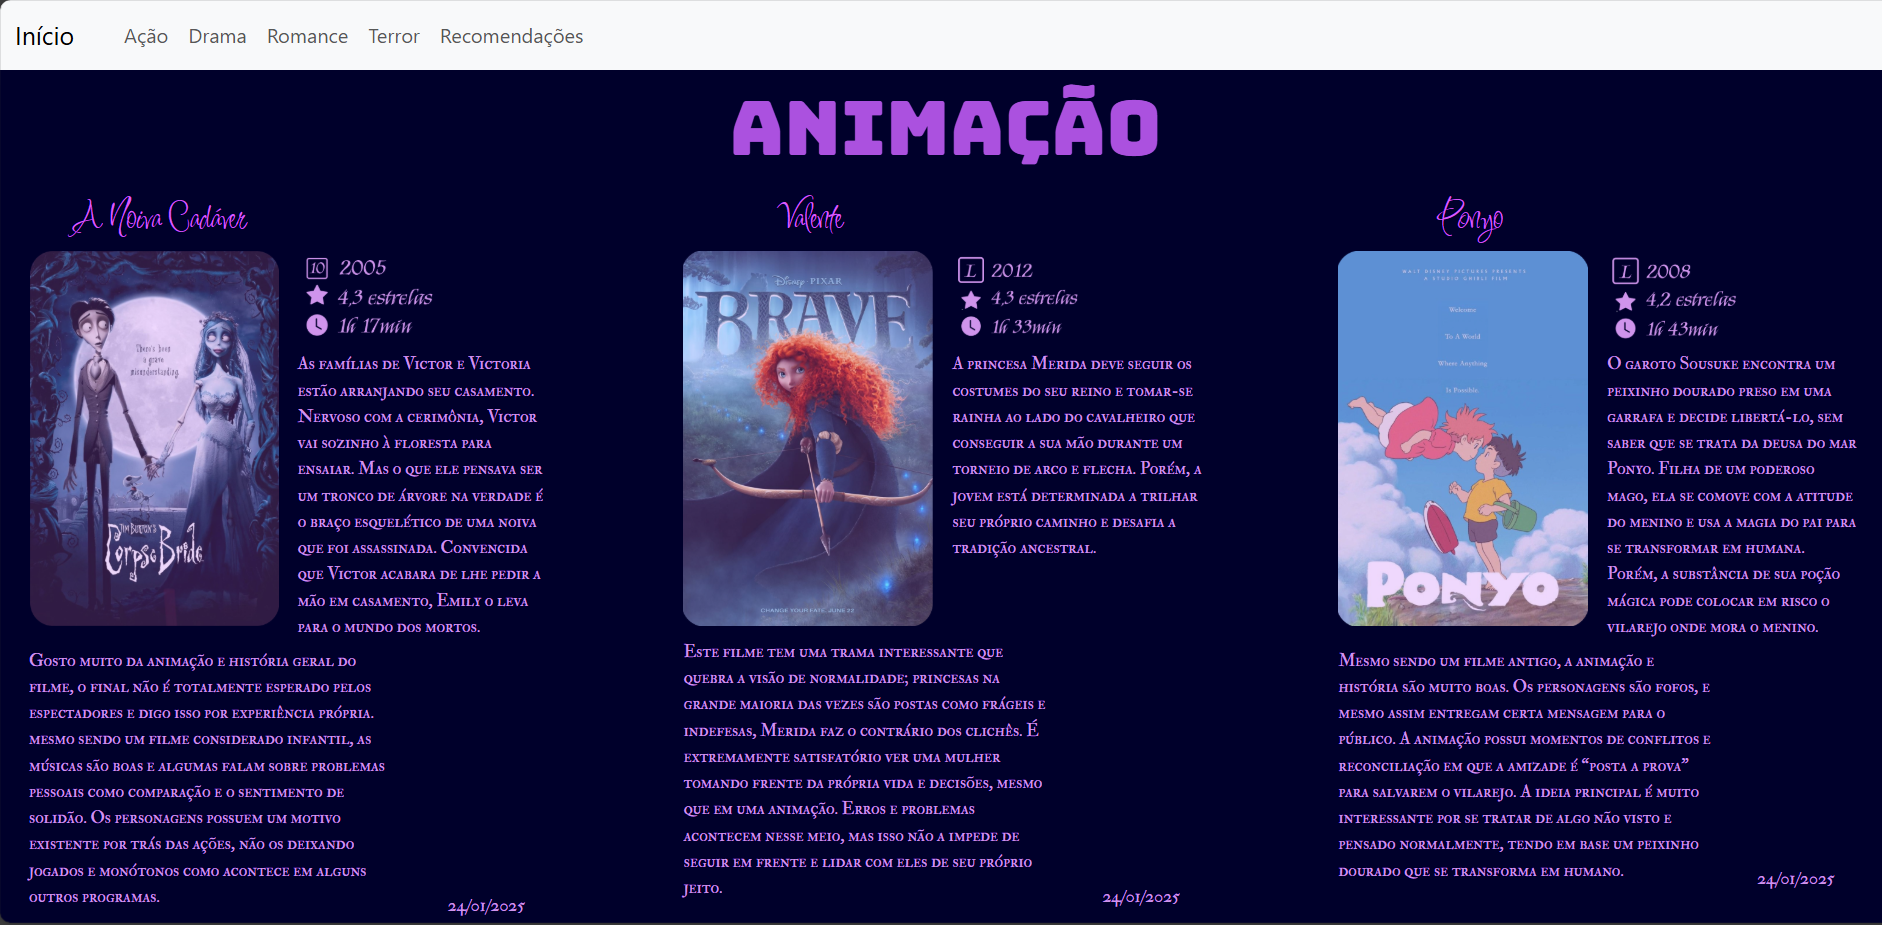 Início Ação Drama Romance Terror Recomendações
ANIMAÇÃO
A Noiva Cadáver
There's been
a grave
misunderstanding.
TIM BURTON'S
Corpse Bride
10 2005
4,3 estrelas
1h 17min
As famílias de Victor e Victoria
estão arranjando seu casamento.
Nervoso com a cerimônia, Victor
vai sozinho à floresta para
ensaiar. Mas o que ele pensava ser
um tronco de árvore na verdade é
o braço esquelético de uma noiva
que foi assassinada. Convencida
que Victor acabara de lhe pedir a
mão em casamento, Emily o leva
para o mundo dos mortos.
Gosto muito da animação e história geral do
filme, o final não é totalmente esperado pelos
espectadores e digo isso por experiência própria.
mesmo sendo um filme considerado infantil, as
músicas são boas e algumas falam sobre problemas
pessoais como comparação e o sentimento de
solidão. Os personagens possuem um motivo
existente por trás das ações, não os deixando
jogados e monótonos como acontece em alguns
outros programas.
24/01/2025
Valente
Disney PIXAR
BRAVE
CHANGE YOUR FATE JUNE 22
L 2012
4,3 estrelas
1h 33min
A princesa Merida deve seguir os
costumes do seu reino e tomar-se
rainha ao lado do cavalheiro que
conseguir a sua mão durante um
torneio de arco e flecha. Porém, a
jovem está determinada a trilhar
seu próprio caminho e desafia a
tradição ancestral.
Este filme tem uma trama interessante que
quebra a visão de normalidade; princesas na
grande maioria das vezes são postas como frágeis e
indefesas, Merida faz o contrário dos clichês. É
extremamente satisfatório ver uma mulher
tomando frente da própria vida e decisões, mesmo
que em uma animação. Erros e problemas
acontecem nesse meio, mas isso não a impede de
seguir em frente e lidar com eles de seu próprio
jeito.
24/01/2025
Ponyo
WALT DISNEY PICTURES PRESENTS
A STUDIO GHIBLI FILM
Welcome
To A World
Where Anything
Is Possible.
PONYO
L 2008
4,2 estrelas
1h 43min
O garoto Sousuke encontra um
peixinho dourado preso em uma
garrafa e decide libertá-lo, sem
saber que se trata da deusa do mar
Ponyo. Filha de um poderoso
mago, ela se comove com a atitude
do menino e usa a magia do pai para
se transformar em humana.
Porém, a substância de sua poção
mágica pode colocar em risco o
vilarejo onde mora o menino.
Mesmo sendo um filme antigo, a animação e
história são muito boas. Os personagens são fofos, e
mesmo assim entregam certa mensagem para o
público. A animação possui momentos de conflitos e
reconciliação em que a amizade é “posta a prova”
para salvarem o vilarejo. A ideia principal é muito
interessante por se tratar de algo não visto e
pensado normalmente, tendo em base um peixinho
dourado que se transforma em humano.
24/01/2025